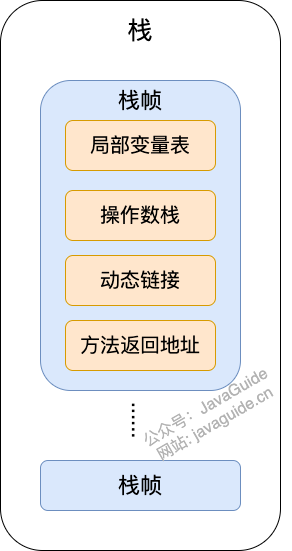 栈
栈帧
局部变量表
操作数栈
动态链接
方法返回地址
......
公众号：JavaGuide
网站: javaguide.cn
栈帧